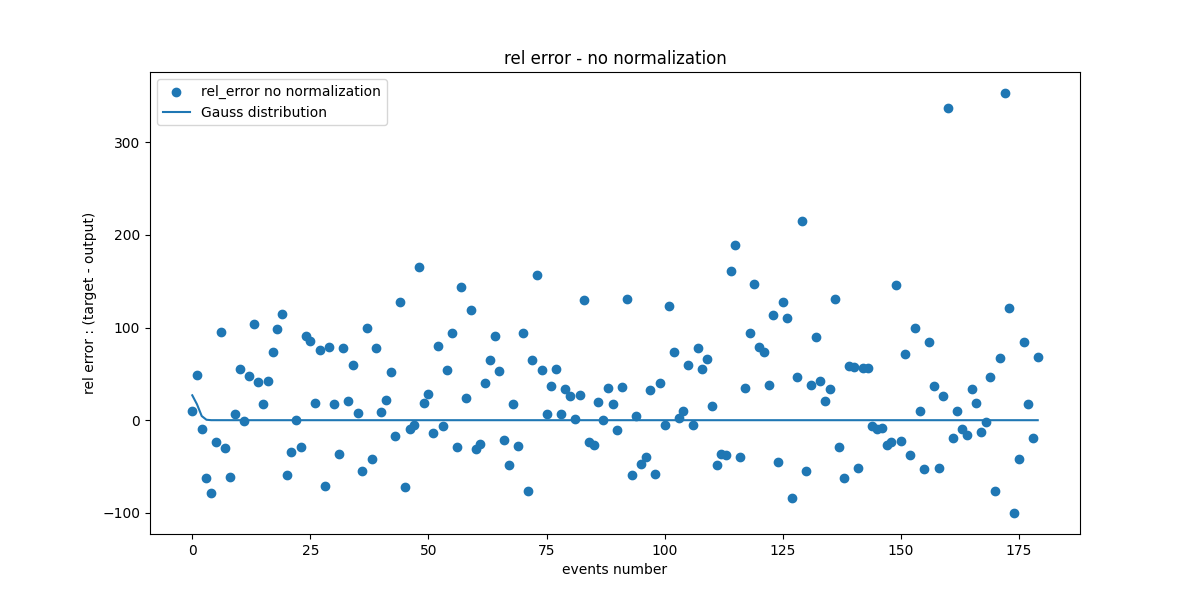 rel error - no normalization
rel_error no normalization
Gauss distribution
rel error : (target - output)
300
200
100
0
−100
0 25 50 75 100 125 150 175
events number